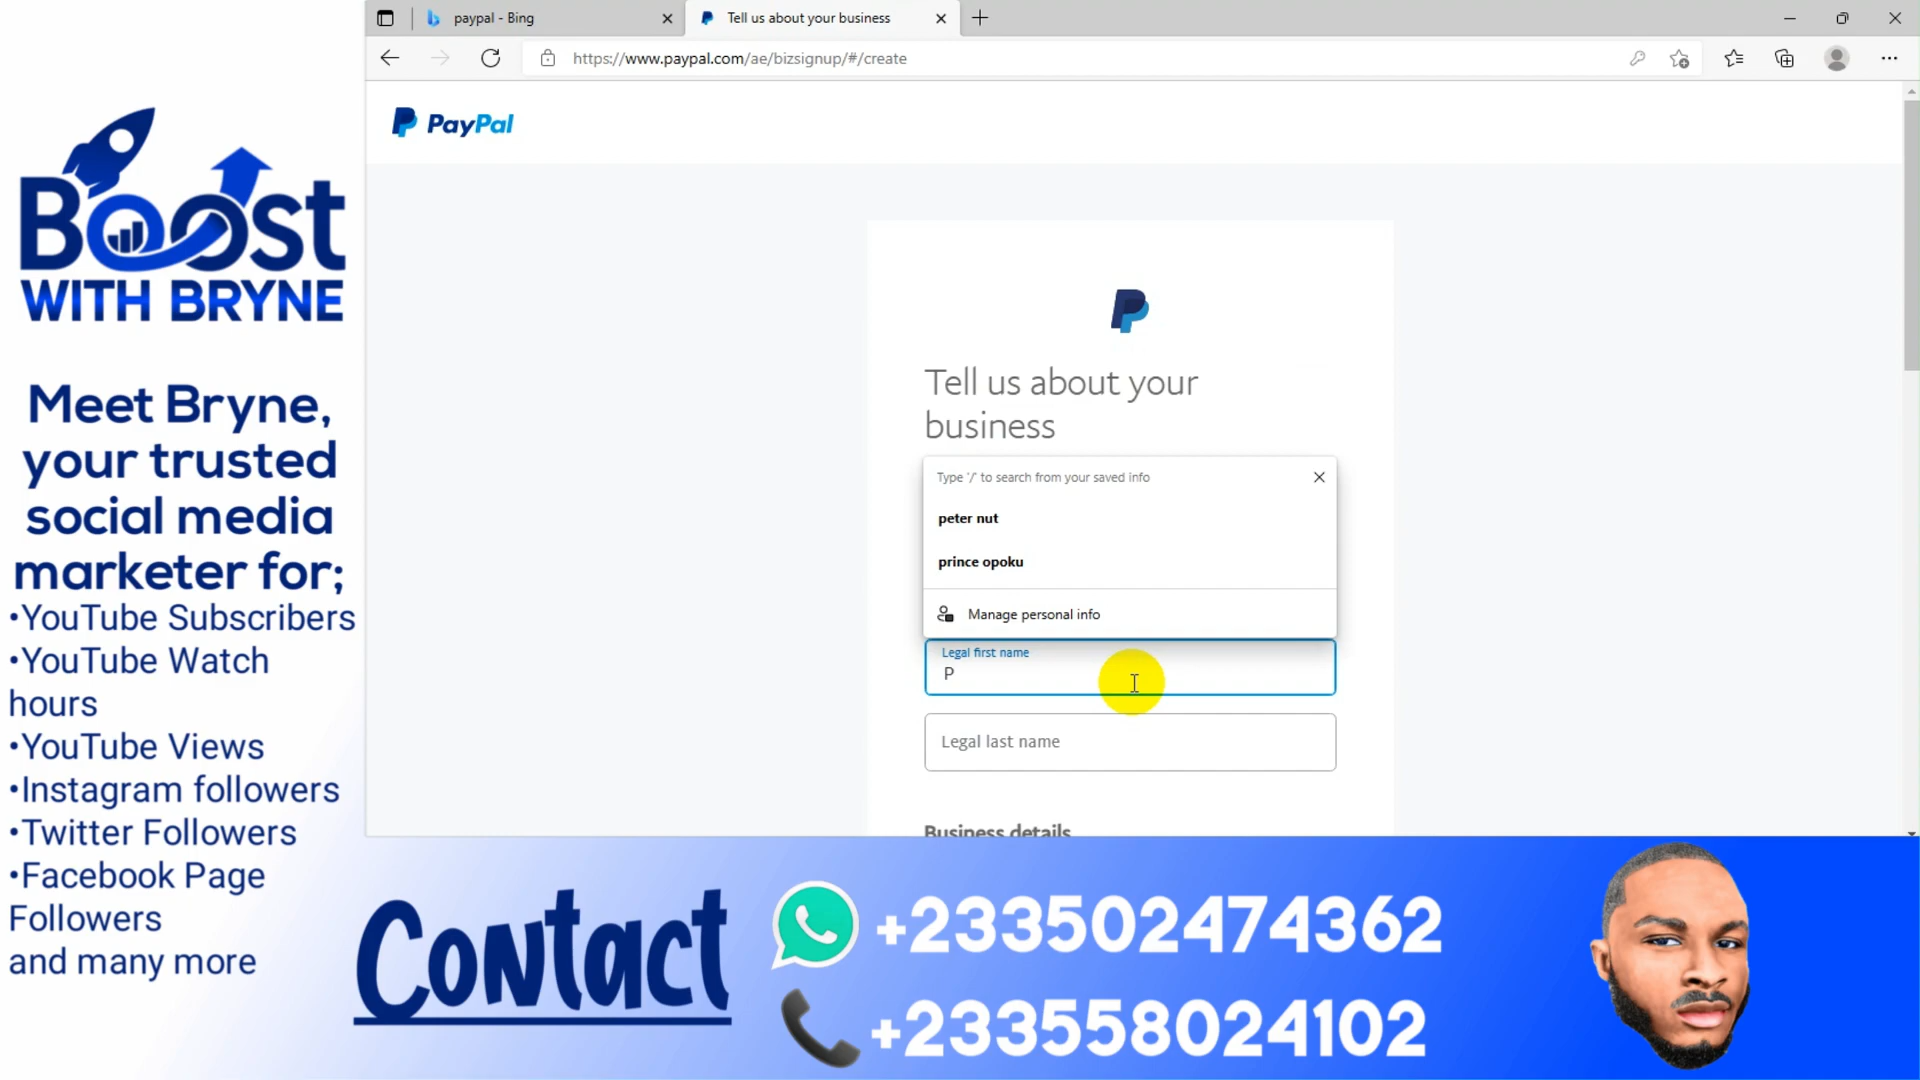 paypal - Bing
Tell us about your business
https://www.paypal.com/ae/bizsignup/#/create
PayPal
Boost
WITH BRYNE
Meet Bryne,
your trusted
social media
marketer for;
•YouTube Subscribers
•YouTube Watch
hours
•YouTube Views
•Instagram followers
•Twitter Followers
•Facebook Page
Followers
and many more
Tell us about your
business
Type '/' to search from your saved info
peter nut
prince opoku
Manage personal info
Legal first name
P
Legal last name
Business details
Contact
+233502474362
+233558024102